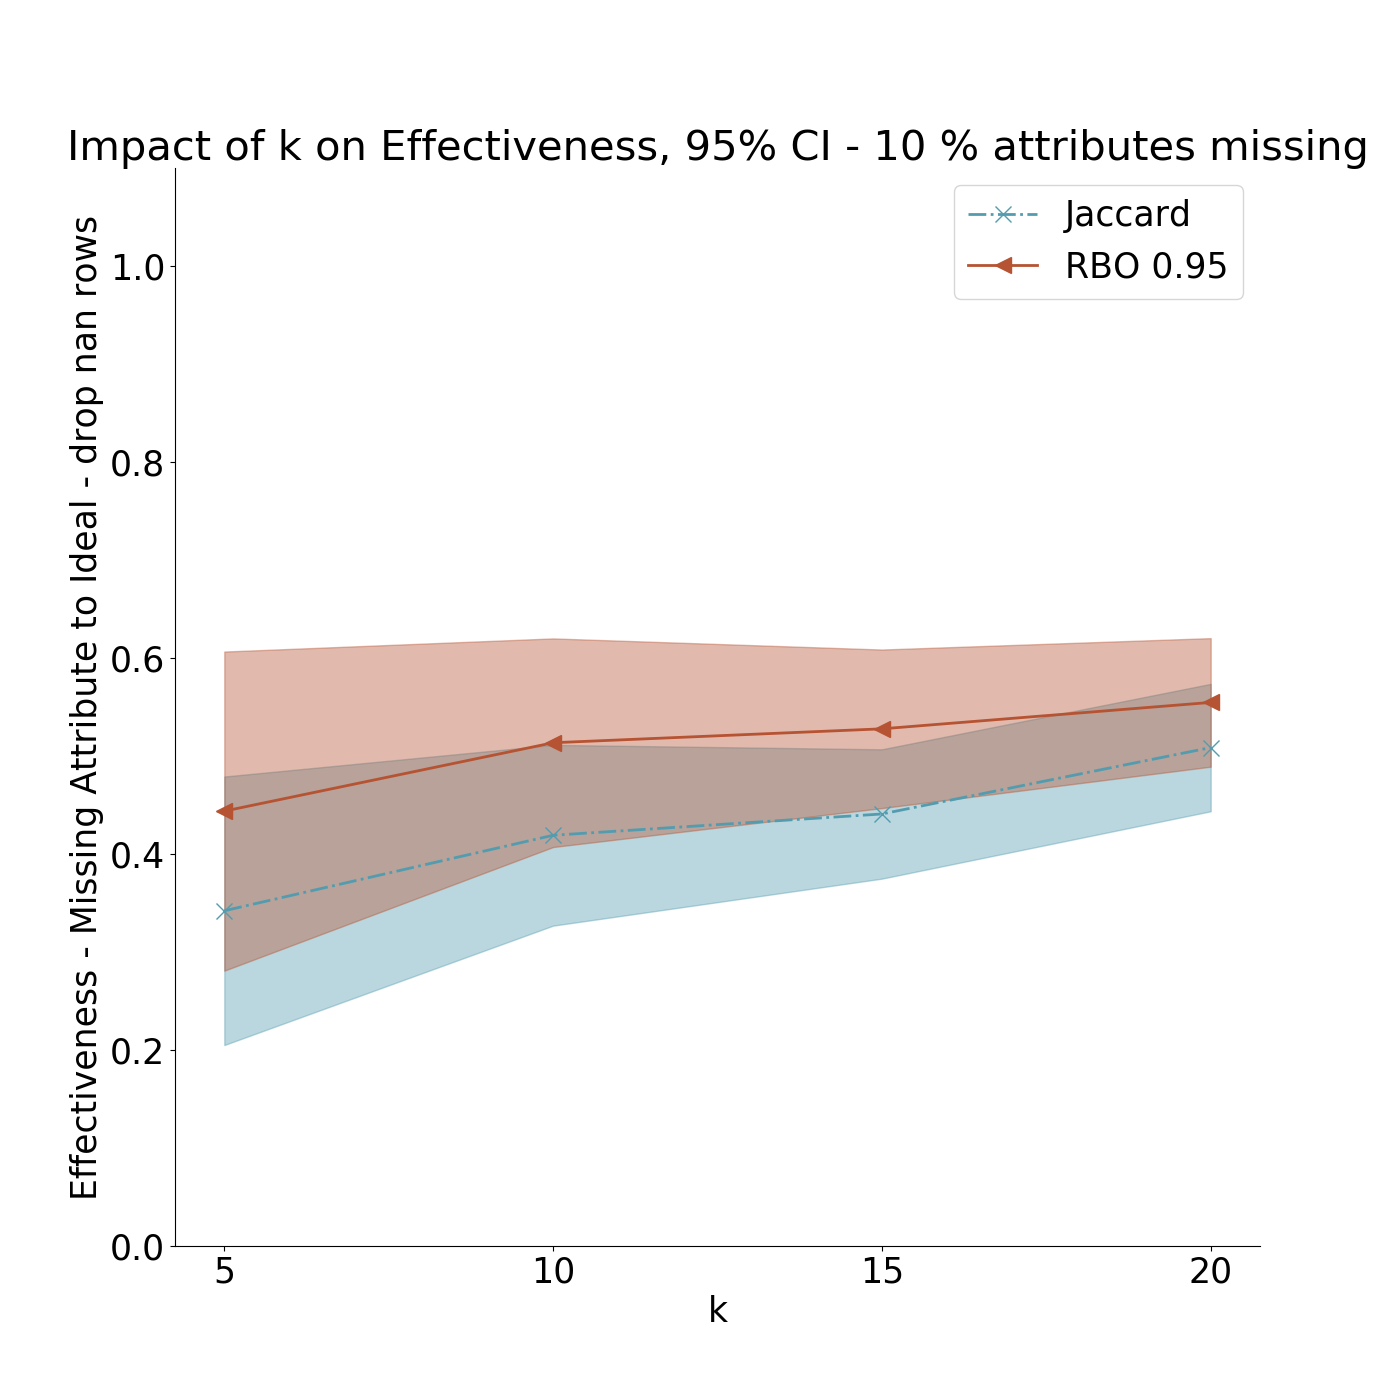 Impact of k on Effectiveness, 95% CI - 10 % attributes missing
Jaccard
RBO 0.95
Effectiveness - Missing Attribute to Ideal - drop nan rows
1.0
0.8
0.6
0.4
0.2
0.0
5 10 15 20
k